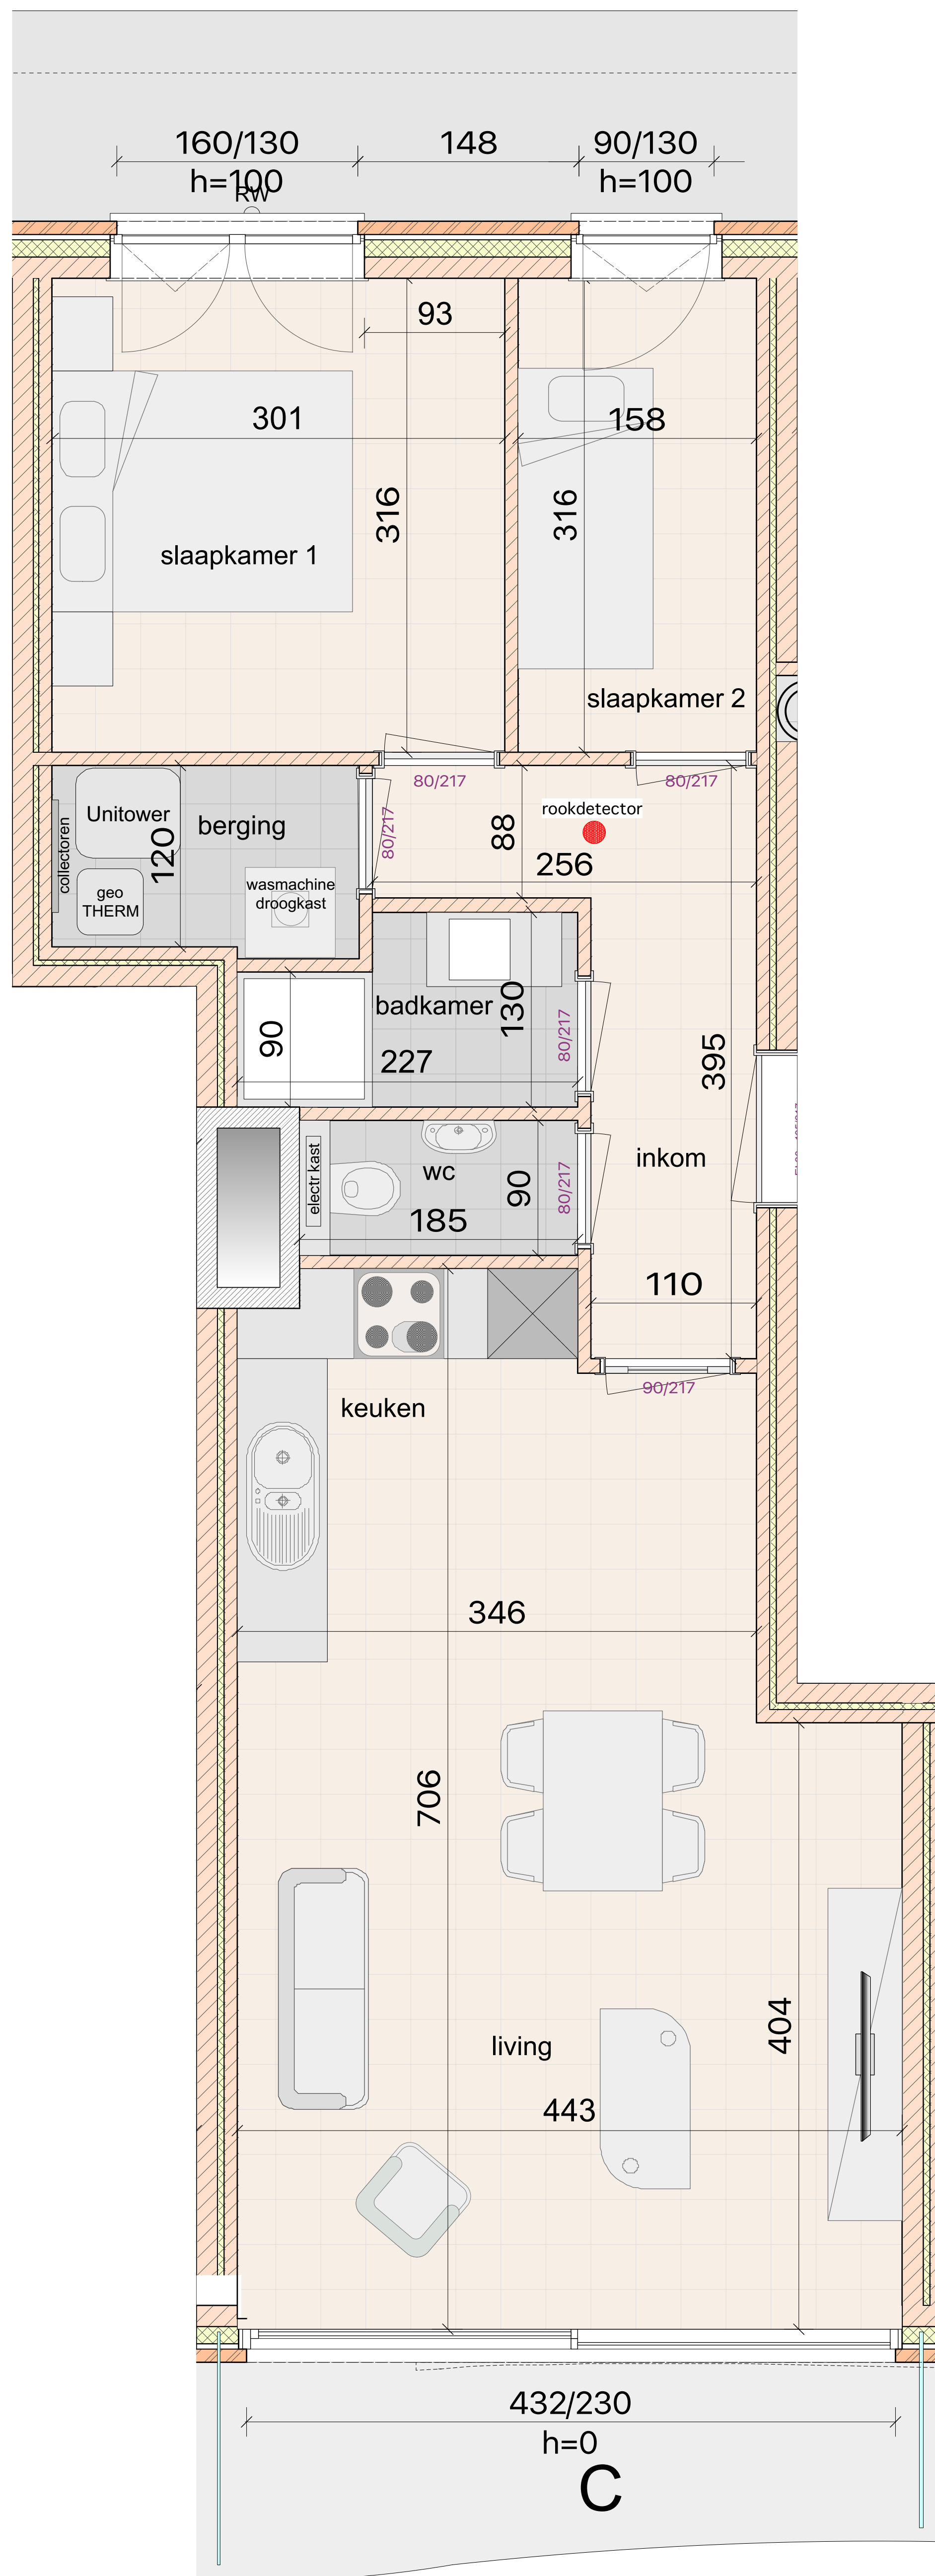 160/130
148
90/130
h=100
RW
h=100
93
301
158
316
316
slaapkamer 1
slaapkamer 2
80/217
80/217
rookdetector
Unitower
berging
collectoren
120
80/217
88
256
geo
THERM
wasmachine
droogkast
badkamer
130
90
227
80/217
395
inkom
electr kast
wc
90
80/217
185
110
90/217
keuken
346
706
living
404
443
432/230
h=0
C